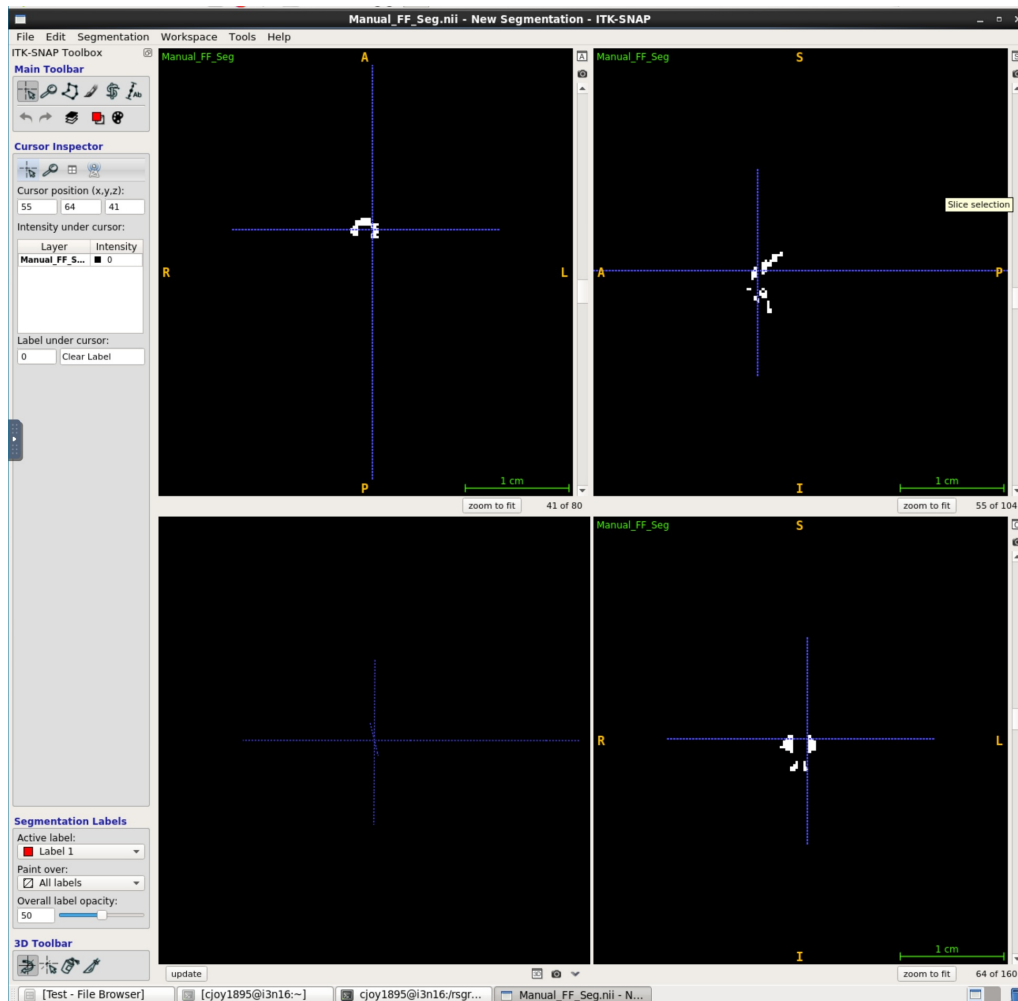 Manual_FF_Seg.nii - New Segmentation - ITK-SNAP
File Edit Segmentation Workspace Tools Help
ITK-SNAP Toolbox
Main Toolbar
Cursor Inspector
Cursor position (x,y,z):
55 64 41
Intensity under cursor:
Layer Intensity
Manual_FF_S... 0
Label under cursor:
0 Clear Label
Segmentation Labels
Active label:
Label 1
Paint over:
All labels
Overall label opacity:
50
3D Toolbar
Manual_FF_Seg
A
R
L
P
1 cm
zoom to fit 41 of 80
Manual_FF_Seg
S
Slice selection
A
P
I
1 cm
zoom to fit 55 of 104
update
Manual_FF_Seg
S
R
L
I
1 cm
zoom to fit 64 of 160
[Test - File Browser] [cjoy1895@i3n16:~] cjoy1895@i3n16:/rsgr... Manual_FF_Seg.nii - N...